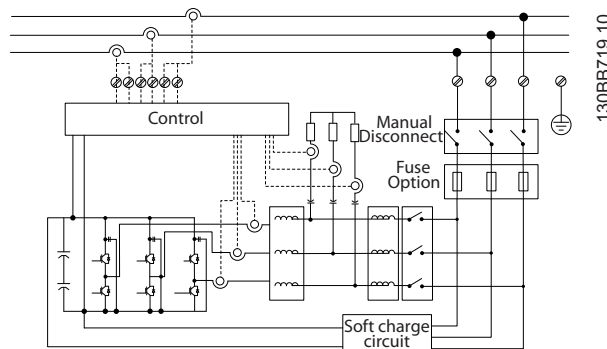 130BB719.10
Control
Manual
Disconnect
Fuse
Option
Soft charge
circuit